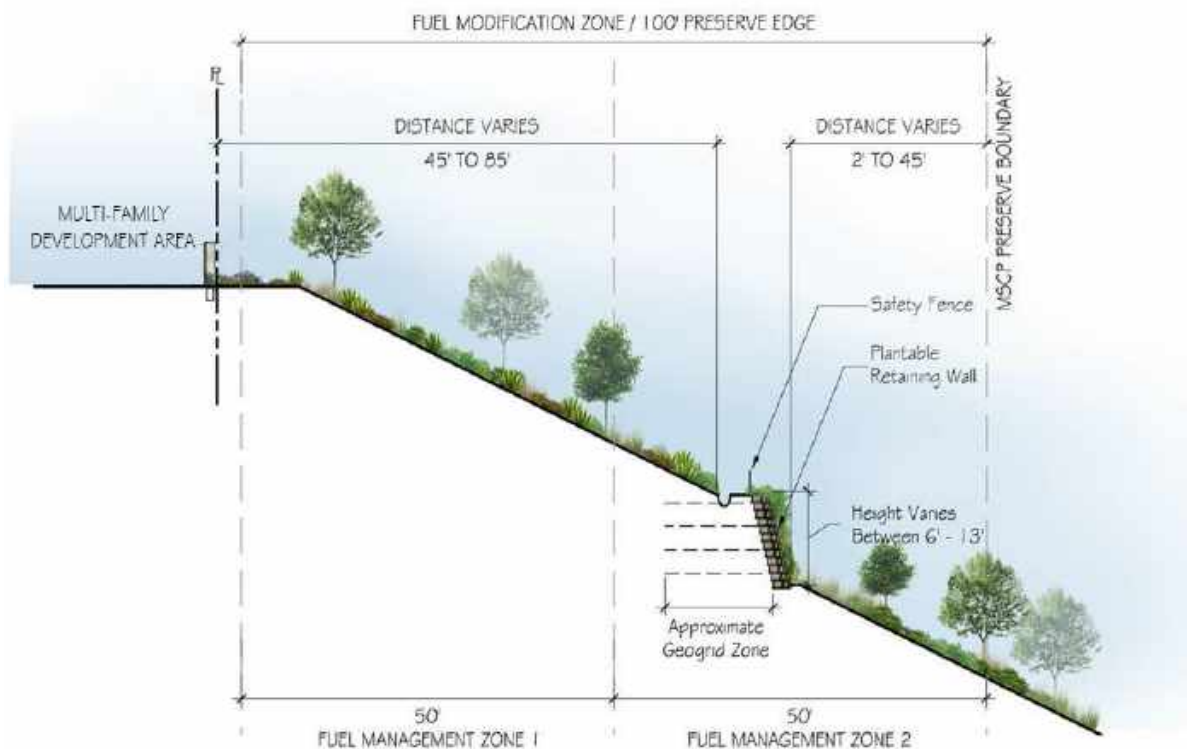 FUEL MODIFICATION ZONE / 100' PRESERVE EDGE
PL
DISTANCE VARIES
45' TO 85'
DISTANCE VARIES
2' TO 45'
MSCP PRESERVE BOUNDARY
MULTI-FAMILY
DEVELOPMENT AREA
Safety Fence
Plantable
Retaining Wall
Height Varies
Between 6' - 13'
Approximate
Geogrid Zone
50'
FUEL MANAGEMENT ZONE 1
50'
FUEL MANAGEMENT ZONE 2